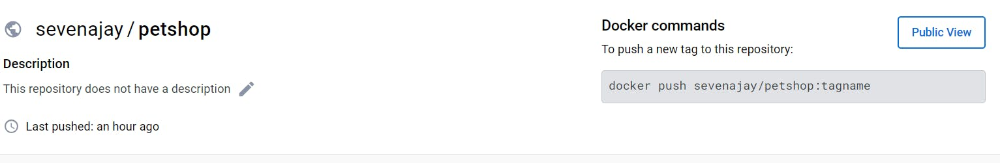 sevenajay / petshop
Description
This repository does not have a description
Last pushed: an hour ago
Docker commands
To push a new tag to this repository:
docker push sevenajay/petshop:tagname
Public View